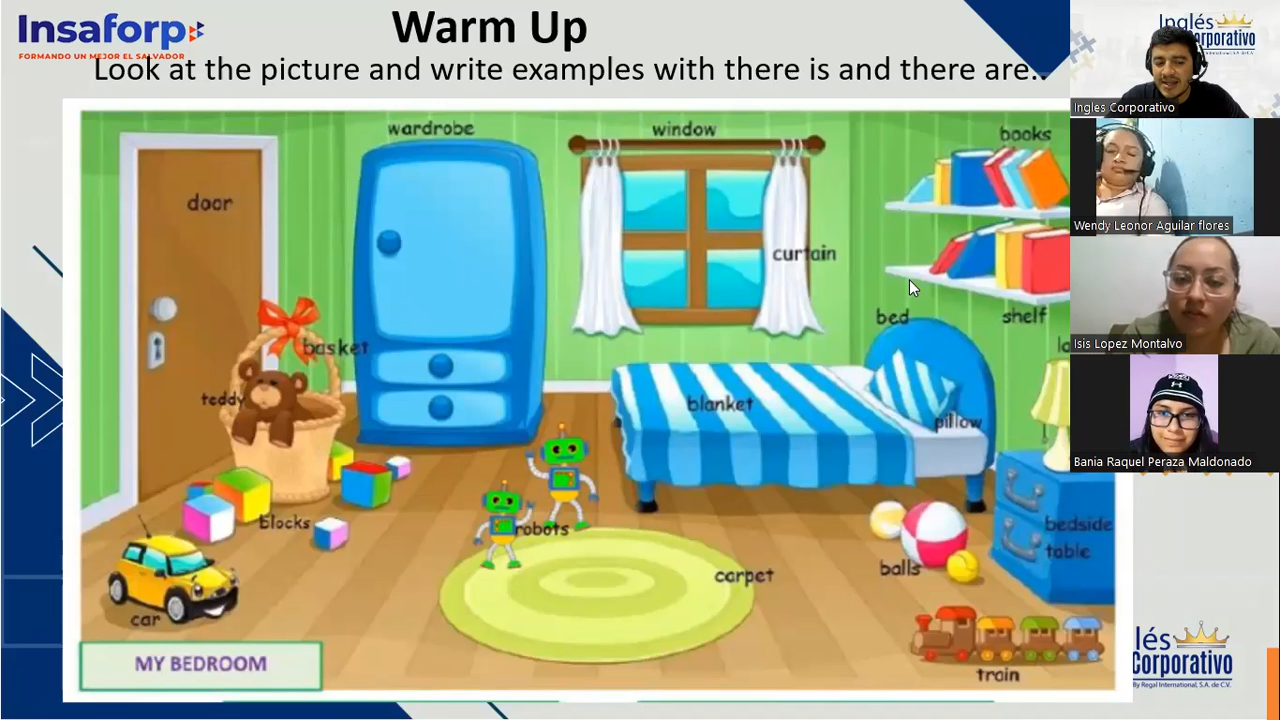 Insaforp
FORMANDO UN MEJOR EL SALVADOR
Warm Up
Look at the picture and write examples with there is and there are..
wardrobe
window
books
door
curtain
bed
shelf
basket
teddy
blanket
pillow
blocks
robots
bedside
table
balls
carpet
car
train
MY BEDROOM
Inglés
Corporativo
Ingles Corporativo
Wendy Leonor Aguilar flores
Isis Lopez Montalvo
Bania Raquel Peraza Maldonado
lés
Corporativo
By Regal International, S.A. de C.V.